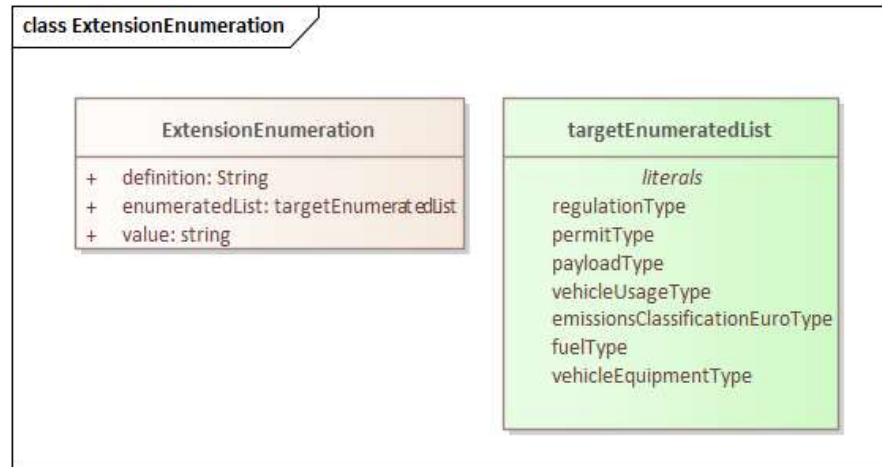 class ExtensionEnumeration
ExtensionEnumeration
+ definition: String
+ enumeratedList: targetEnumeratedList
+ value: string
targetEnumeratedList
literals
regulationType
permitType
payloadType
vehicleUsageType
emissionsClassificationEuroType
fuelType
vehicleEquipmentType